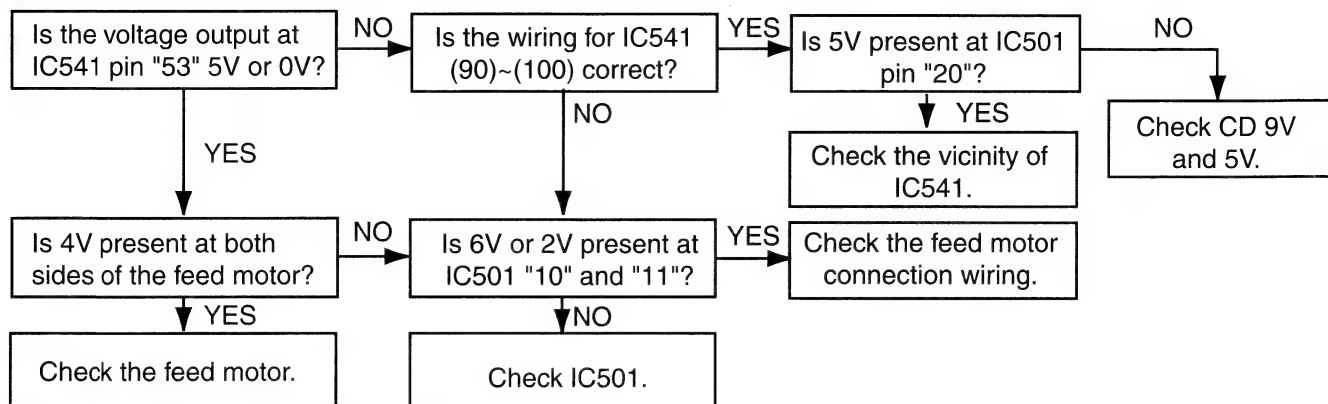 Is the voltage output at
IC541 pin "53" 5V or 0V?
NO
Is the wiring for IC541
(90)~(100) correct?
YES
Is 5V present at IC501
pin "20"?
NO
YES
NO
YES
Check the vicinity of
IC541.
Check CD 9V
and 5V.
Is 4V present at both
sides of the feed motor?
NO
Is 6V or 2V present at
IC501 "10" and "11"?
YES
Check the feed motor
connection wiring.
YES
NO
Check the feed motor.
Check IC501.